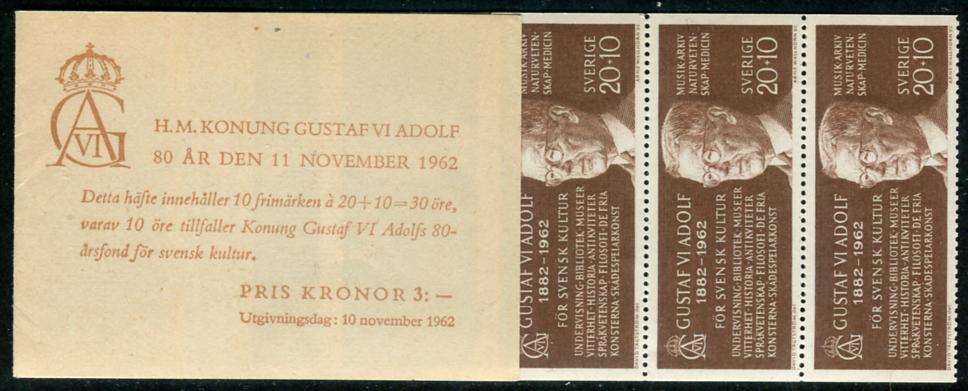 H. M. KONUNG GUSTAF VI ADOLF
80 ÅR DEN 11 NOVEMBER 1962
Detta häfte innehåller 10 frimärken à 20+10=30 öre,
varav 10 öre tillfaller Konung Gustaf VI Adolfs 80-
årsfond för svensk kultur.
PRIS KRONOR 3: —
Utgivningsdag: 10 november 1962
GUSTAF VI ADOLF
1882-1962
FÖR SVENSK KULTUR
UNDERVISNING·BIBLIOTEK·MUSEER
VITTERHET·HISTORIA·ANTIKVITETER
SPRÅKVETENSKAP·FILOSOFI·DE FRIA
KONSTERNA·SKÅDESPELARKONST
MUSIK·ARKIV
NATURVETEN-
SKAP·MEDICIN
SVERIGE
20+10
GUSTAF VI ADOLF
1882-1962
FÖR SVENSK KULTUR
UNDERVISNING·BIBLIOTEK·MUSEER
VITTERHET·HISTORIA·ANTIKVITETER
SPRÅKVETENSKAP·FILOSOFI·DE FRIA
KONSTERNA·SKÅDESPELARKONST
MUSIK·ARKIV
NATURVETEN-
SKAP·MEDICIN
SVERIGE
20+10
GUSTAF VI ADOLF
1882-1962
FÖR SVENSK KULTUR
UNDERVISNING·BIBLIOTEK·MUSEER
VITTERHET·HISTORIA·ANTIKVITETER
SPRÅKVETENSKAP·FILOSOFI·DE FRIA
KONSTERNA·SKÅDESPELARKONST
MUSIK·ARKIV
NATURVETEN-
SKAP·MEDICIN
SVERIGE
20+10